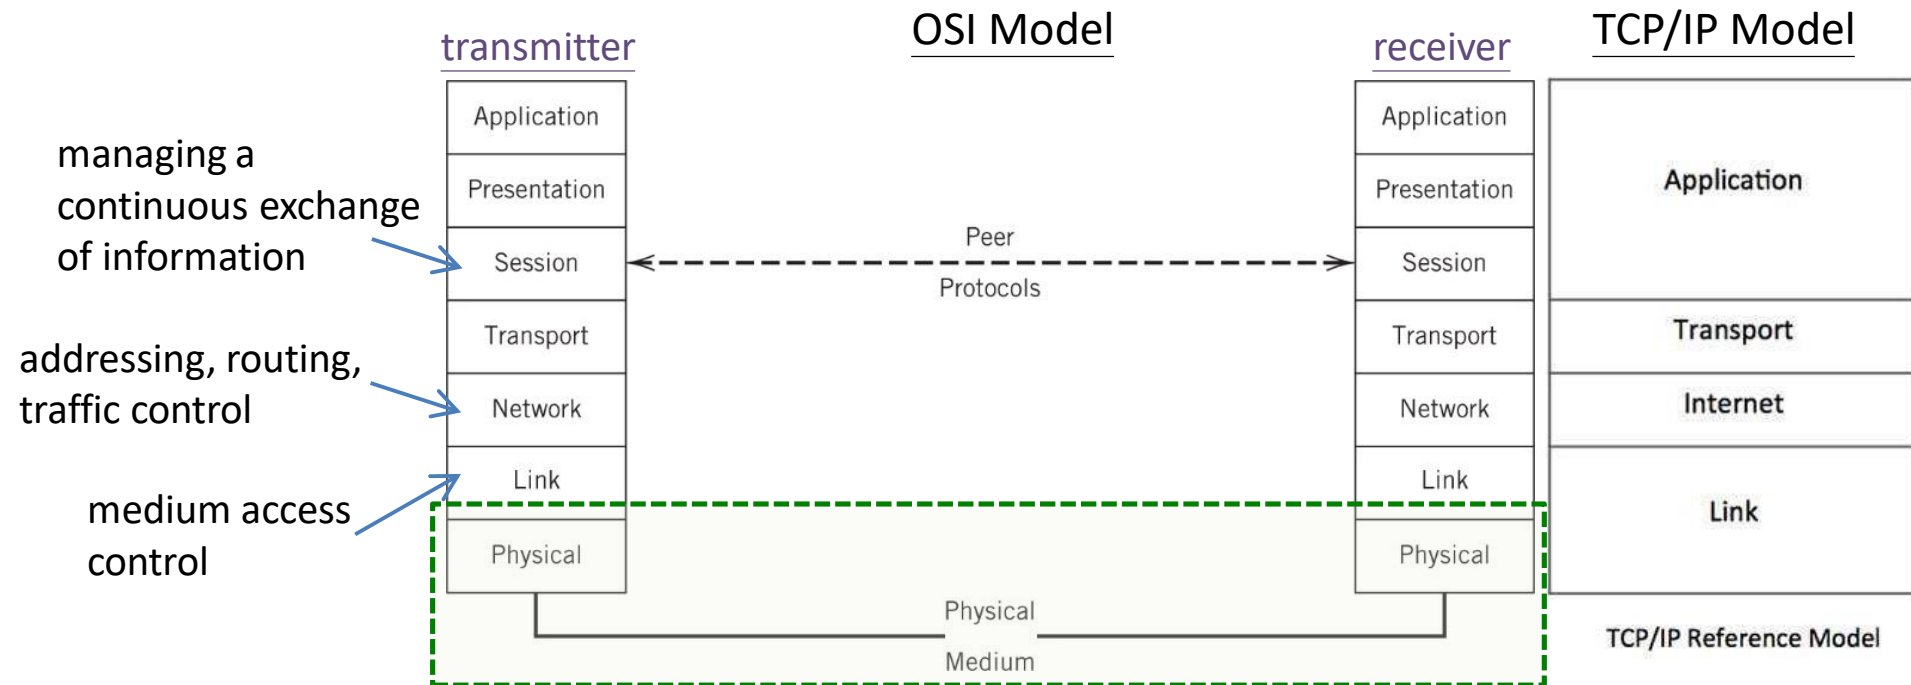 OSI Model
TCP/IP Model
transmitter
receiver
managing a
continuous exchange
of information
addressing, routing,
traffic control
medium access
control
Application
Presentation
Session
Transport
Network
Link
Physical
Peer
Protocols
Physical
Medium
Application
Presentation
Session
Transport
Network
Link
Physical
Application
Transport
Internet
Link
TCP/IP Reference Model